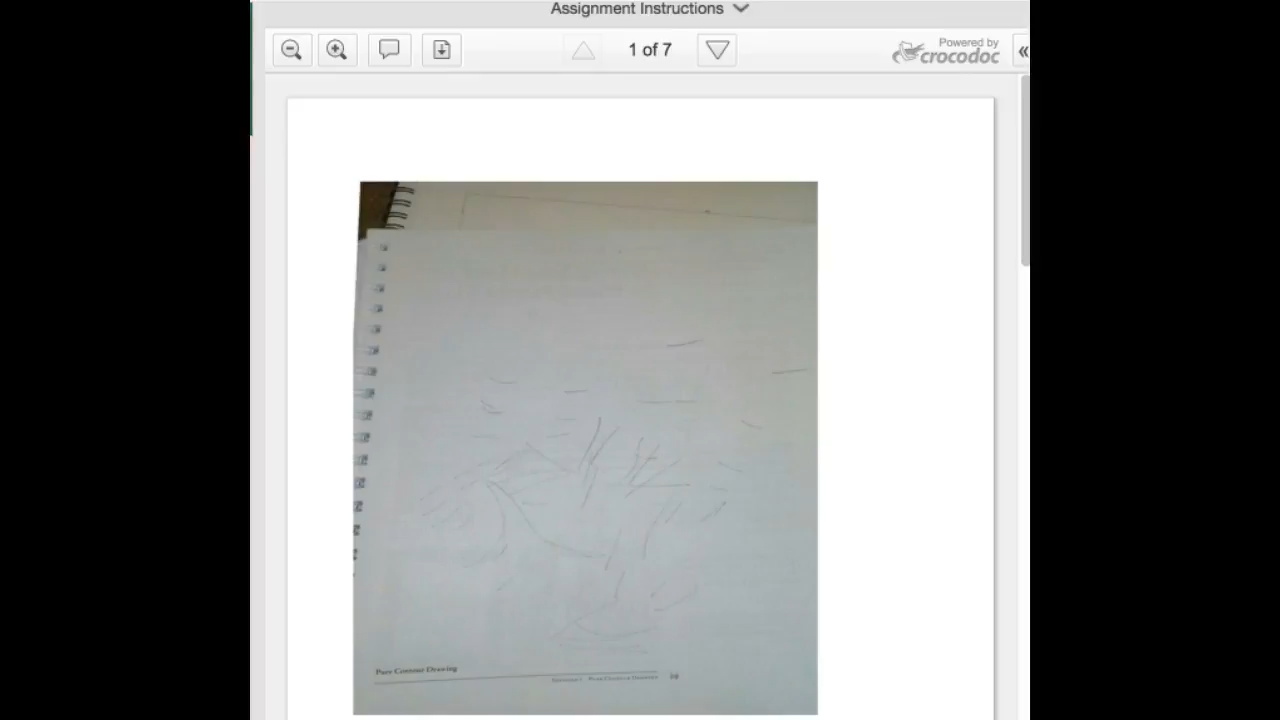 Assignment Instructions
1 of 7
Powered by
crocodoc
Pure Contour Drawing